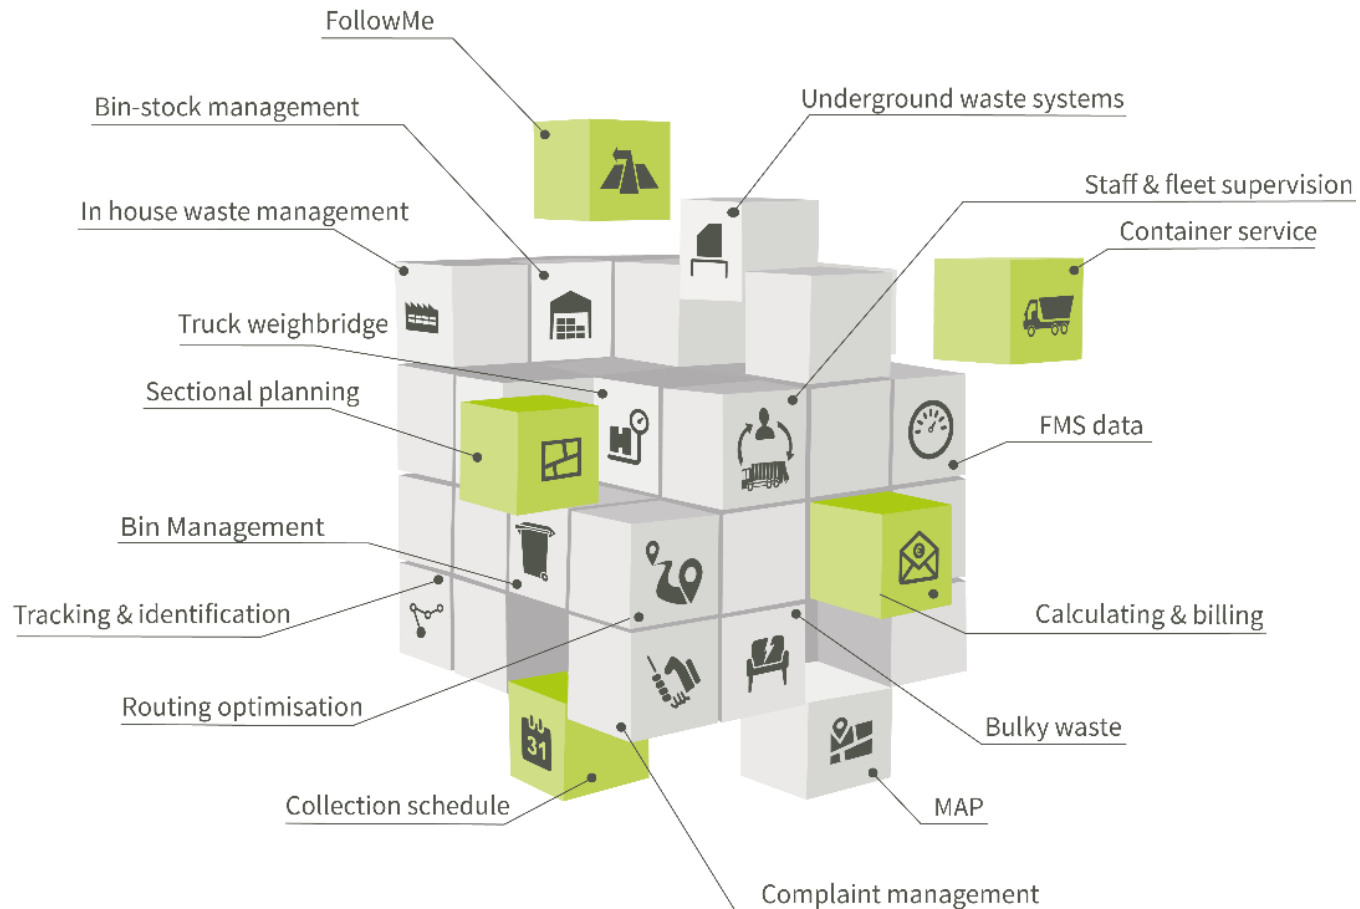 FollowMe
Bin-stock management
Underground waste systems
Staff & fleet supervision
In house waste management
Container service
Truck weighbridge
Sectional planning
FMS data
Bin Management
Tracking & identification
Calculating & billing
Routing optimisation
Bulky waste
31
Collection schedule
MAP
Complaint management